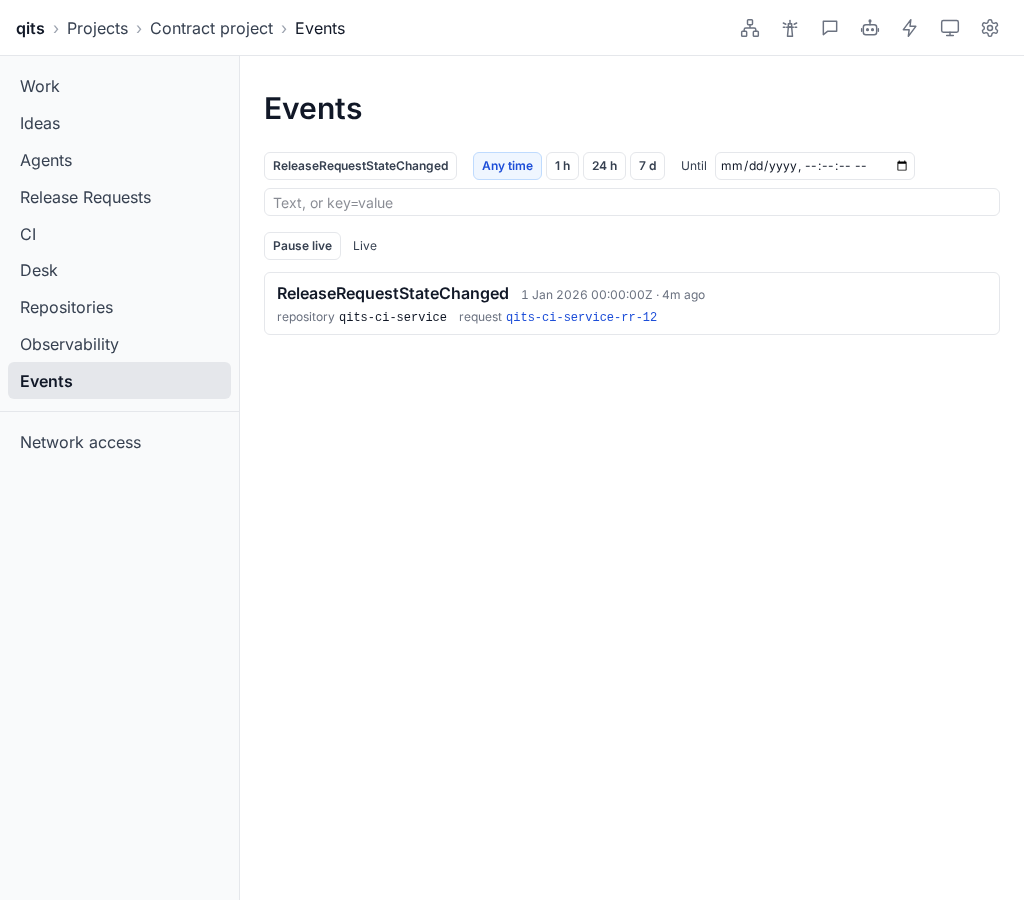 qits › Projects › Contract project › Events
Work
Ideas
Agents
Release Requests
CI
Desk
Repositories
Observability
Events
Network access
Events
ReleaseRequestStateChanged Any time 1 h 24 h 7 d Until mm/dd/yyyy, --:--:-- --
Text, or key=value
Pause live Live
ReleaseRequestStateChanged 1 Jan 2026 00:00:00Z · 4m ago
repository qits-ci-service request qits-ci-service-rr-12